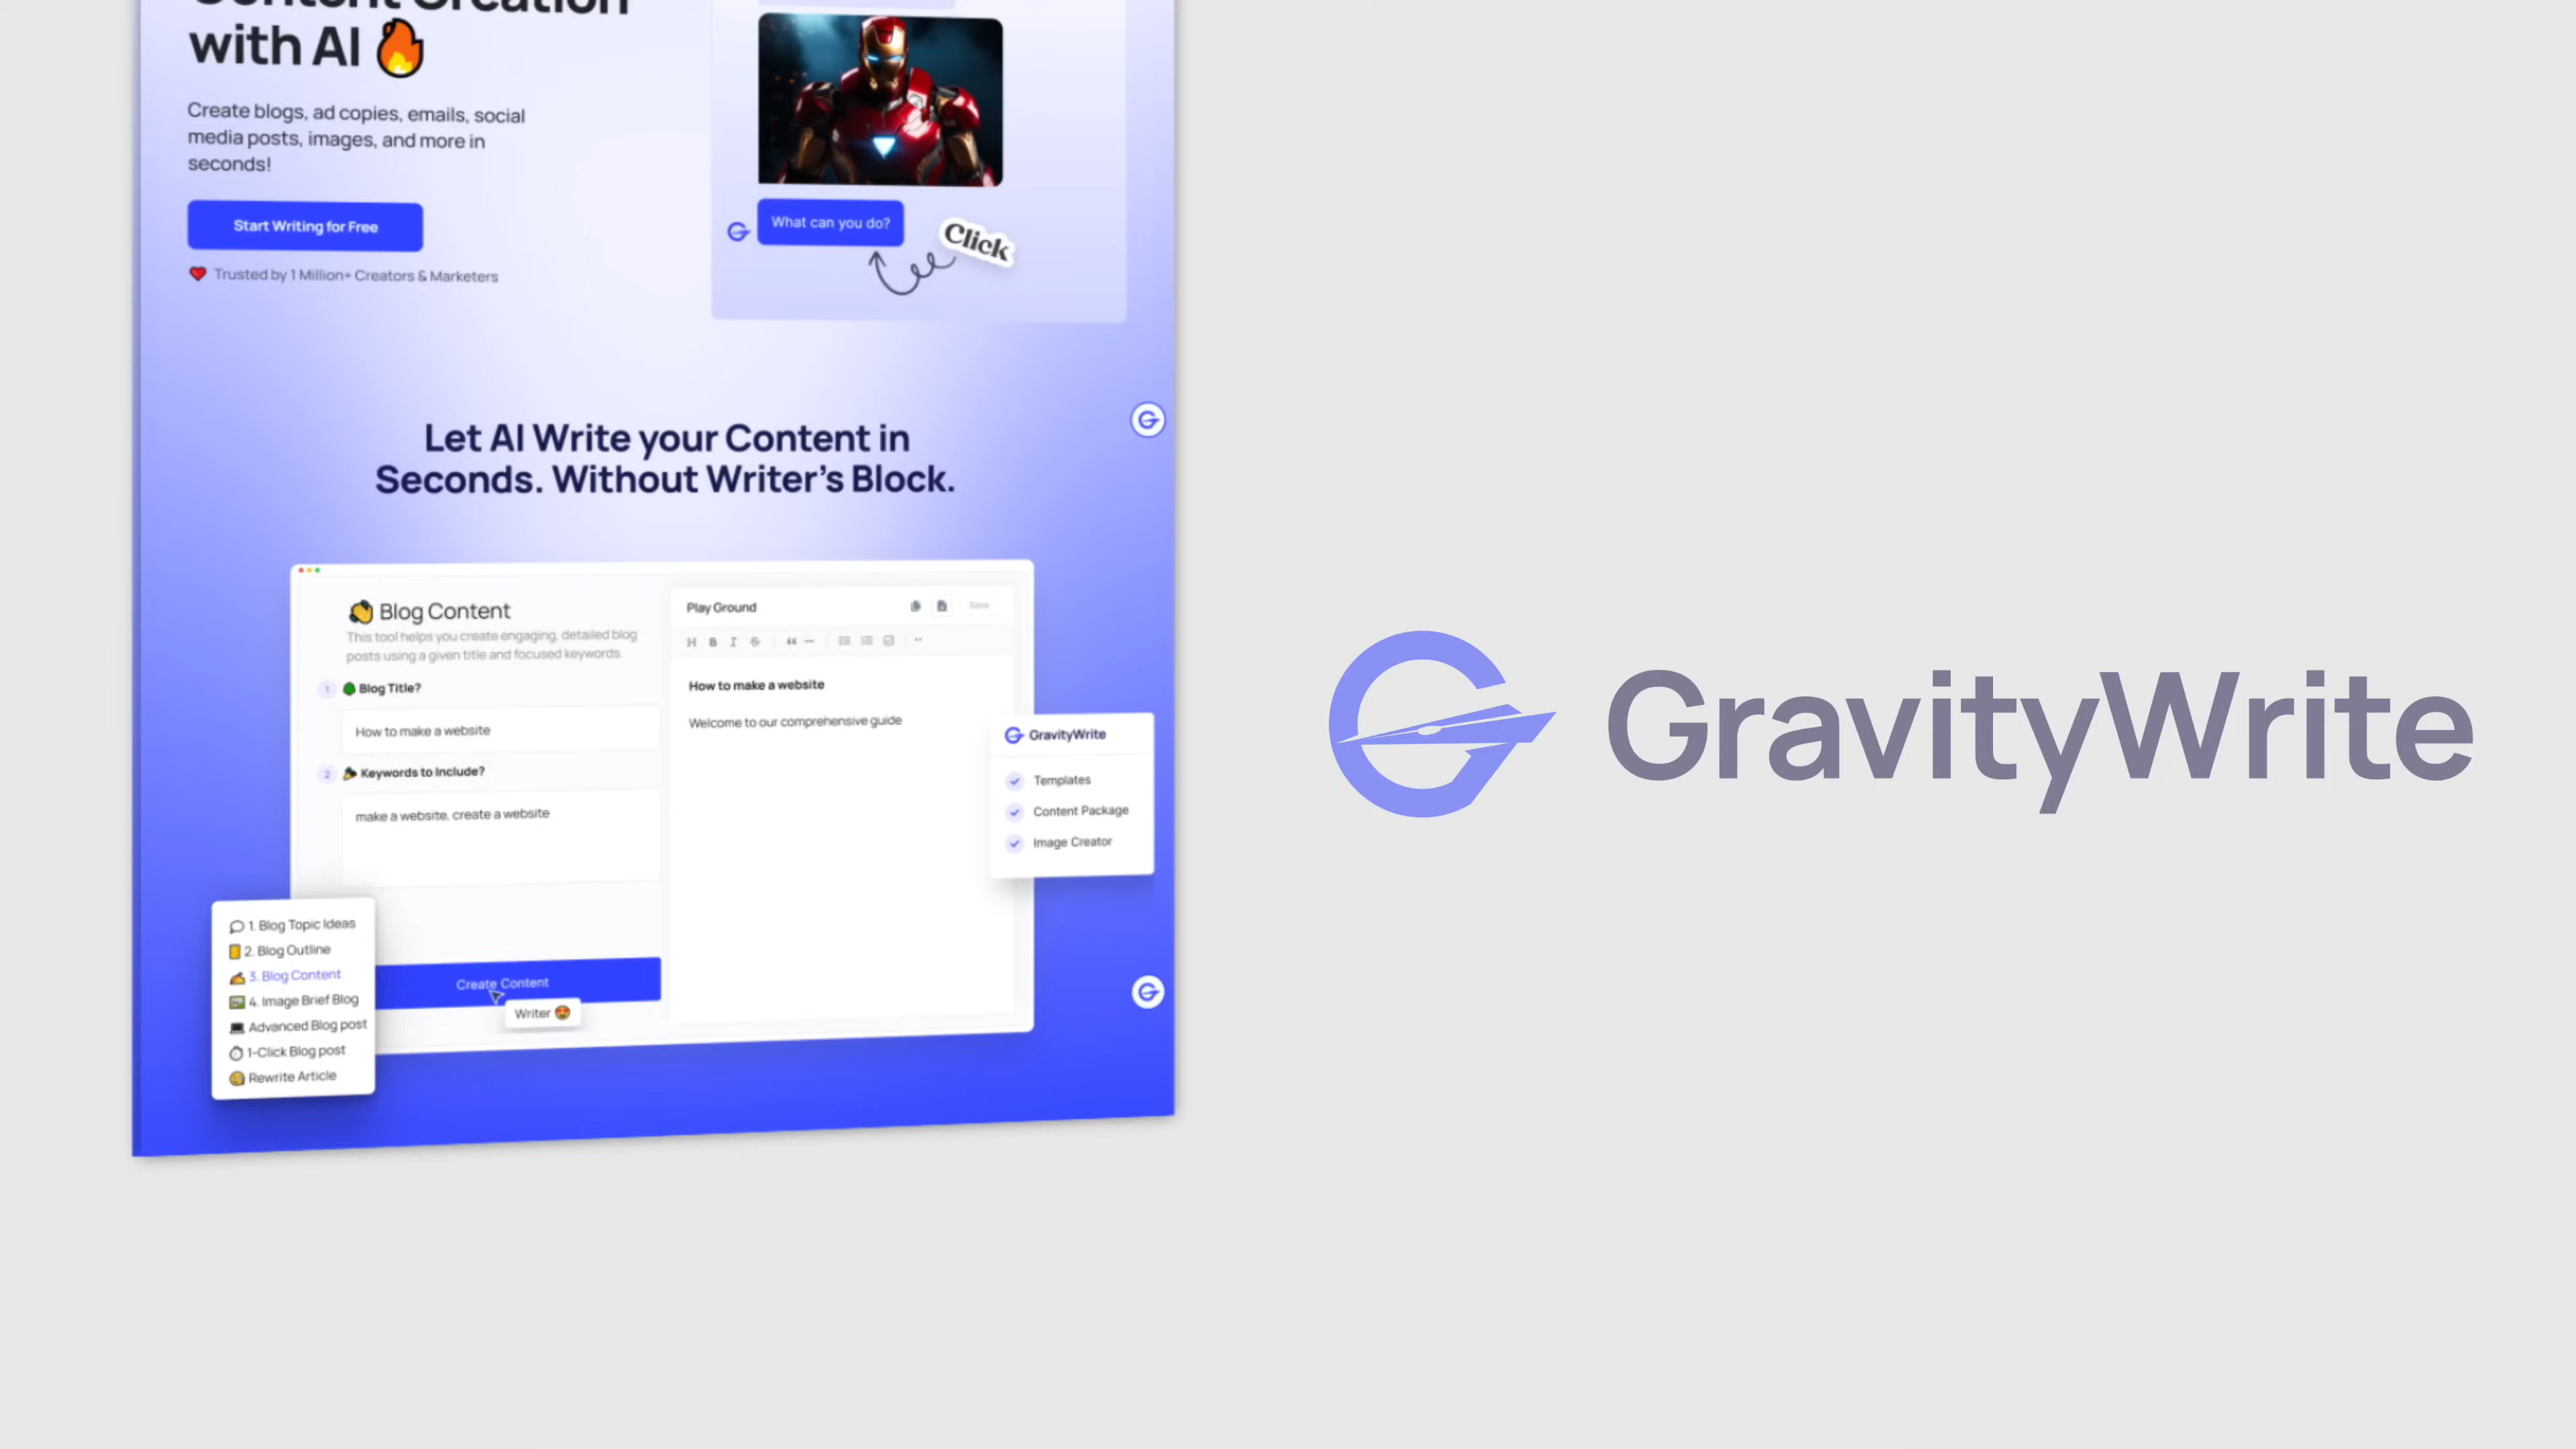 Content Creation
with AI 🔥
Create blogs, ad copies, emails, social
media posts, images, and more in
seconds!
Start Writing for Free
Trusted by 1 Million+ Creators & Marketers
What can you do?
Click
Let AI Write your Content in
Seconds. Without Writer's Block.
Blog Content
This tool helps you create engaging, detailed blog
posts using a given title and focused keywords.
1 Blog Title?
How to make a website
2 Keywords to Include?
make a website, create a website
Create Content
Writer
Play Ground
Save
H B I S
How to make a website
Welcome to our comprehensive guide
GravityWrite
Templates
Content Package
Image Creator
1. Blog Topic Ideas
2. Blog Outline
3. Blog Content
4. Image Brief Blog
Advanced Blog post
1-Click Blog post
Rewrite Article
GravityWrite